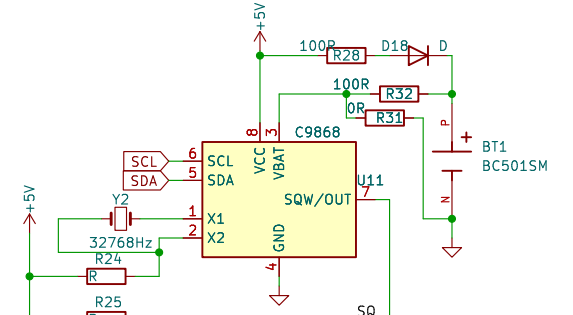 +5V
100R
R28
D18
D
100R
R32
0R
R31
P
+
BT1
BC501SM
N
C9868
8
3
VCC
VBAT
6
SCL
SCL
SDA
5
SDA
U11
SQW/OUT
7
+5V
Y2
1
X1
2
X2
32768Hz
GND
4
R24
R
R25
R
SQ